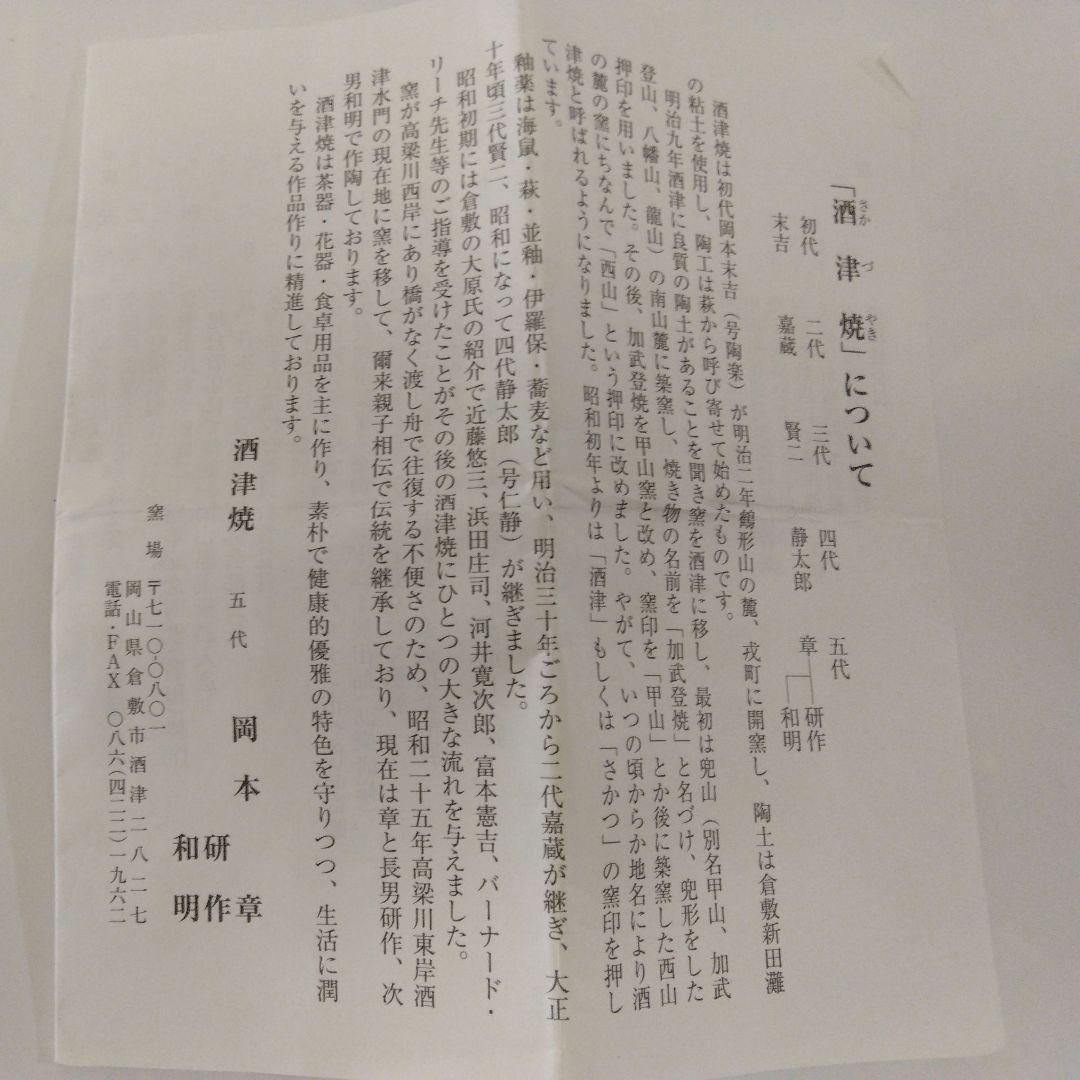 「酒津焼」について
さか づ やき
初代 二代 三代 四代 五代
末吉 嘉蔵 賢二 静太郎 章 研作
和明
酒津焼は初代岡本末吉（号陶楽）が明治二年鶴形山の麓、戎町に開窯し、陶土は倉敷新田灘
の粘土を使用し、陶工は萩から呼び寄せて始めたものです。
明治九年酒津に良質の陶土があることを聞き窯を酒津に移し、最初は兜山（別名甲山、加武
登山、八幡山、龍山）の南山麓に築窯し、焼き物の名前を「加武登焼」と名づけ、兜形をした
押印を用いました。その後、加武登焼を甲山窯と改め、窯印を「甲山」とか後に築窯した西山
の麓の窯にちなんで「西山」という押印に改めました。やがて、いつの頃からか地名により酒
津焼と呼ばれるようになりました。昭和初年よりは「酒津」もしくは「さかつ」の窯印を押し
ています。
釉薬は海鼠・萩・並釉・伊羅保・蕎麦など用い、明治三十年ごろから二代嘉蔵が継ぎ、大正
十年頃三代賢二、昭和になって四代静太郎（号仁静）が継ぎました。
昭和初期には倉敷の大原氏の紹介で近藤悠三、浜田庄司、河井寛次郎、富本憲吉、バーナード・
リーチ先生等のご指導を受けたことがその後の酒津焼にひとつの大きな流れを与えました。
窯が高梁川西岸にあり橋がなく渡し舟で往復する不便さのため、昭和二十五年高梁川東岸酒
津水門の現在地に窯を移して、爾来親子相伝で伝統を継承しており、現在は章と長男研作、次
男和明で作陶しております。
酒津焼は茶器・花器・食卓用品を主に作り、素朴で健康的優雅の特色を守りつつ、生活に潤
いを与える作品作りに精進しております。
酒津焼 五代 岡本 章
研作
和明
窯場 〒七一〇-〇八〇一
岡山県倉敷市酒津二八二七
電話・FAX 〇八六(四二二)一九六二